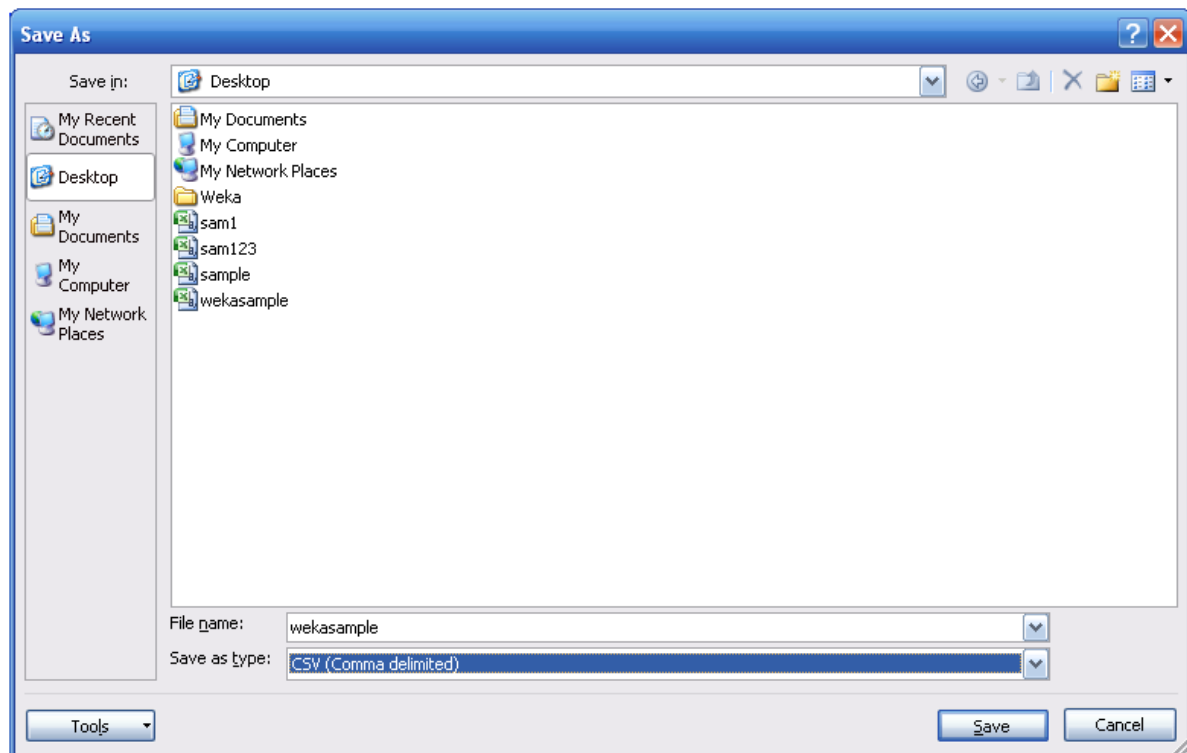 Save As
Save in:
Desktop
My Recent
Documents
Desktop
My
Documents
My
Computer
My Network
Places
My Documents
My Computer
My Network Places
Weka
sam1
sam123
sample
wekasample
File name:
wekasample
Save as type:
CSV (Comma delimited)
Tools
Save
Cancel